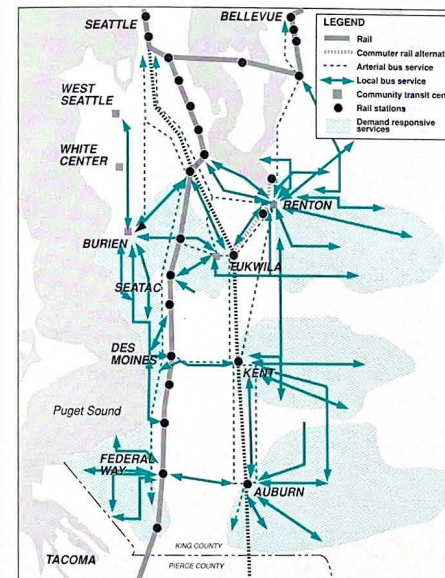 SEATTLE
BELLEVUE
LEGEND
Rail
Commuter rail alternat
Arterial bus service
Local bus service
Community transit cen
Rail stations
Demand responsive
services
WEST
SEATTLE
WHITE
CENTER
RENTON
BURIEN
TUKWILA
SEATAC
DES
MOINES
KENT
Puget Sound
FEDERAL
WAY
AUBURN
KING COUNTY
TACOMA
PIERCE COUNTY